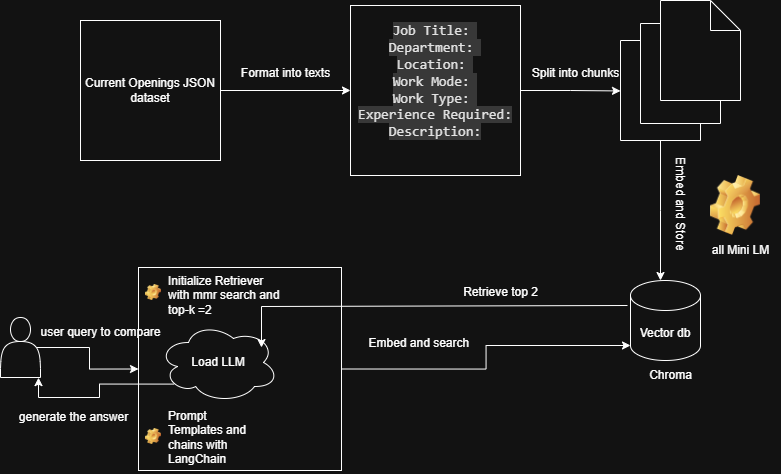 Current Openings JSON
dataset
Format into texts
Job Title:
Department:
Location:
Work Mode:
Work Type:
Experience Required:
Description:
Split into chunks
Embed and Store
all Mini LM
Initialize Retriever
with mmr search and
top-k =2
Retrieve top 2
user query to compare
Load LLM
Embed and search
Vector db
Chroma
generate the answer
Prompt
Templates and
chains with
LangChain